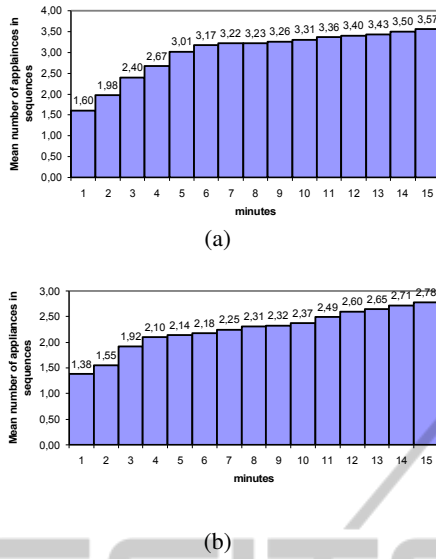 Mean number of applainces in
sequences
4,00
3,50
3,00
2,50
2,00
1,50
1,00
0,50
0,00
1,60 1,98 2,40 2,67 3,01 3,17 3,22 3,23 3,26 3,31 3,36 3,40 3,43 3,50 3,57
1 2 3 4 5 6 7 8 9 10 11 12 13 14 15
minutes
(a)
Mean number of appliances in
sequences
3,00
2,50
2,00
1,50
1,00
0,50
0,00
1,38 1,55 1,92 2,10 2,14 2,18 2,25 2,31 2,32 2,37 2,49 2,60 2,65 2,71 2,78
1 2 3 4 5 6 7 8 9 10 11 12 13 14 15
minutes
(b)